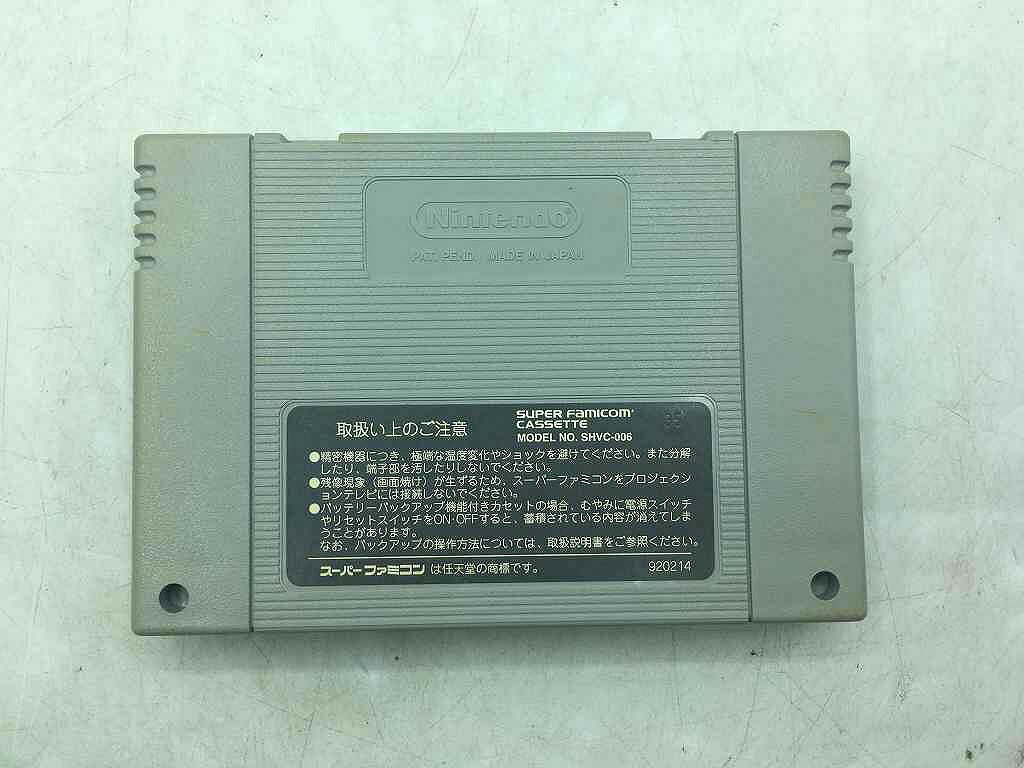 Nintendo®
PAT. PEND. MADE IN JAPAN
取扱い上のご注意
SUPER FAMICOM®
CASSETTE
MODEL NO. SHVC-006
●精密機器につき、極端な温度変化やショックを避けてください。また分解
したり、端子部を汚したりしないでください。
●残像現象（画面焼け）が生ずるため、スーパーファミコンをプロジェクシ
ョンテレビには接続しないでください。
●バッテリーバックアップ機能付きカセットの場合、むやみに電源スイッチ
やリセットスイッチをON・OFFすると、蓄積されている内容が消えてしま
うことがあります。
なお、バックアップの操作方法については、取扱説明書をご参照ください。
スーパーファミコンは任天堂の商標です。
920214